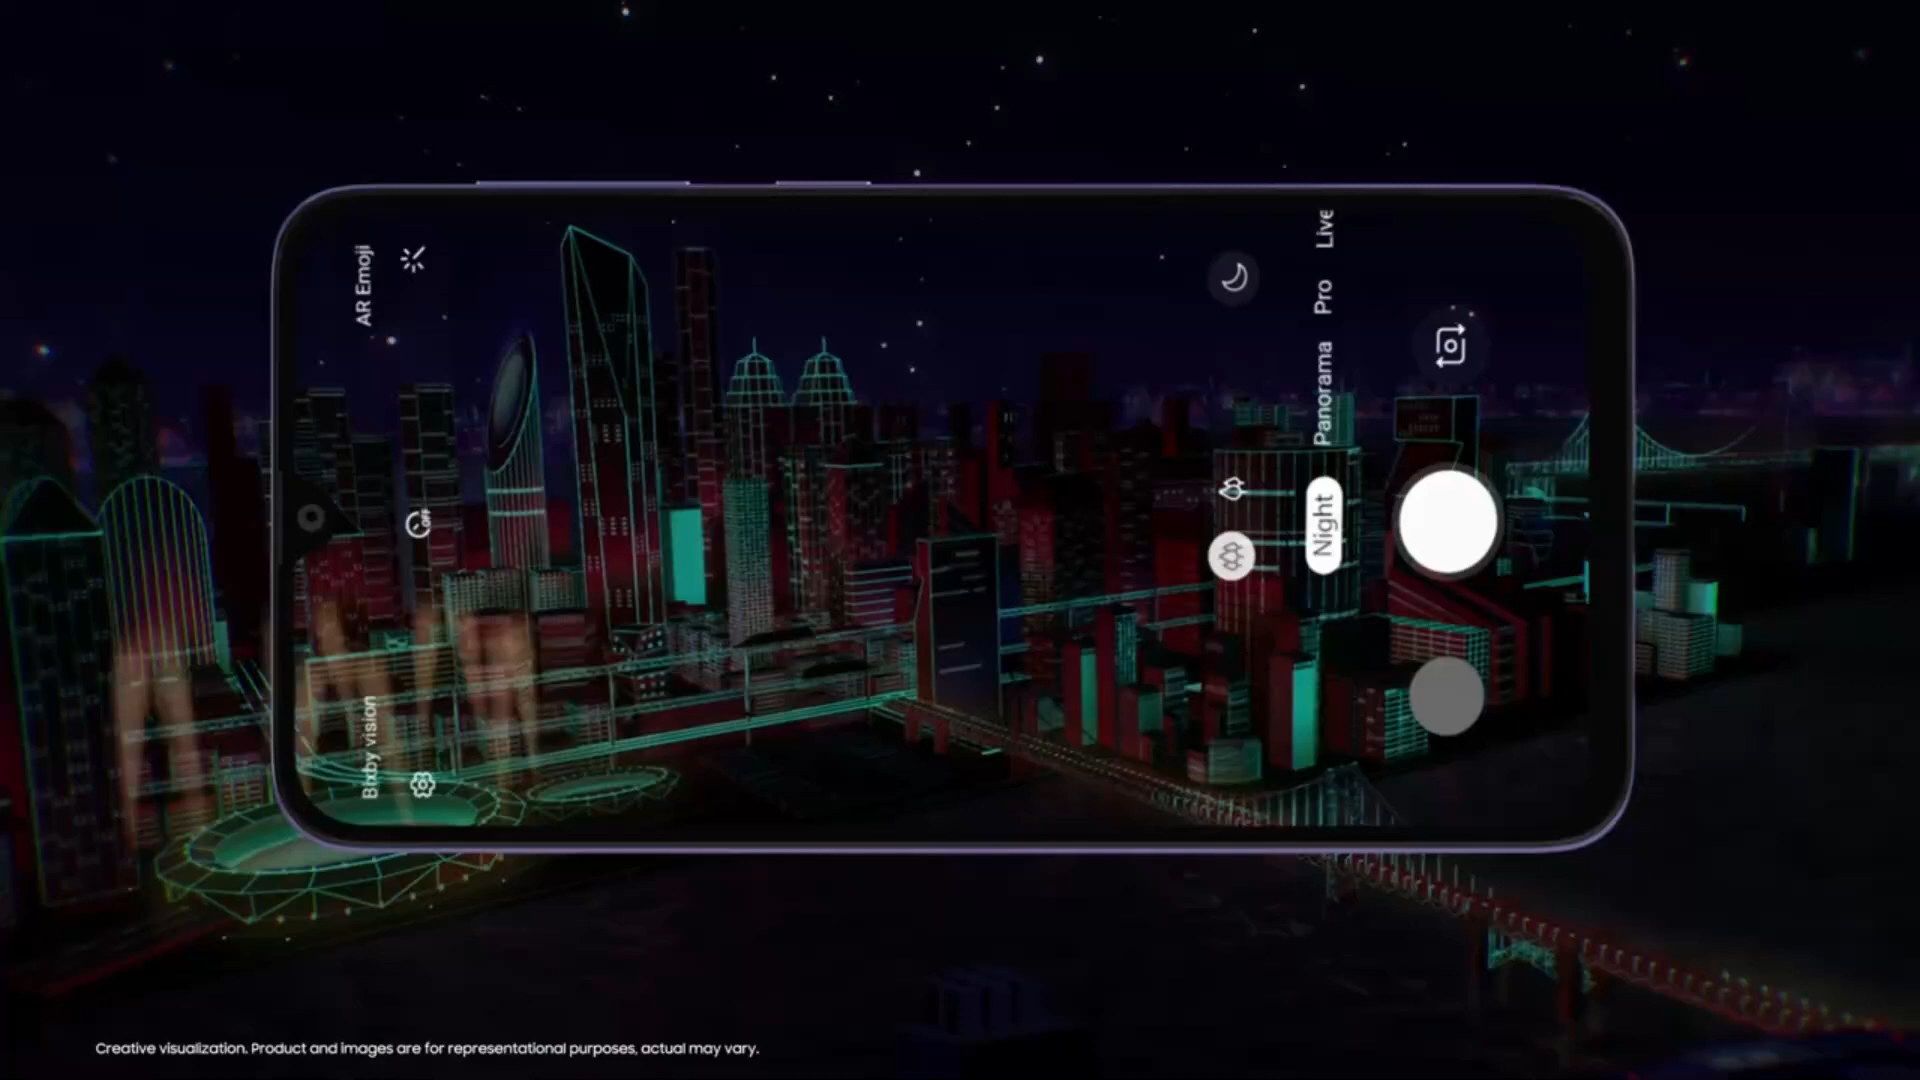 AR Emoji
Bixby vision
OFF
Live
Pro
Panorama
Night
Creative visualization. Product and images are for representational purposes, actual may vary.